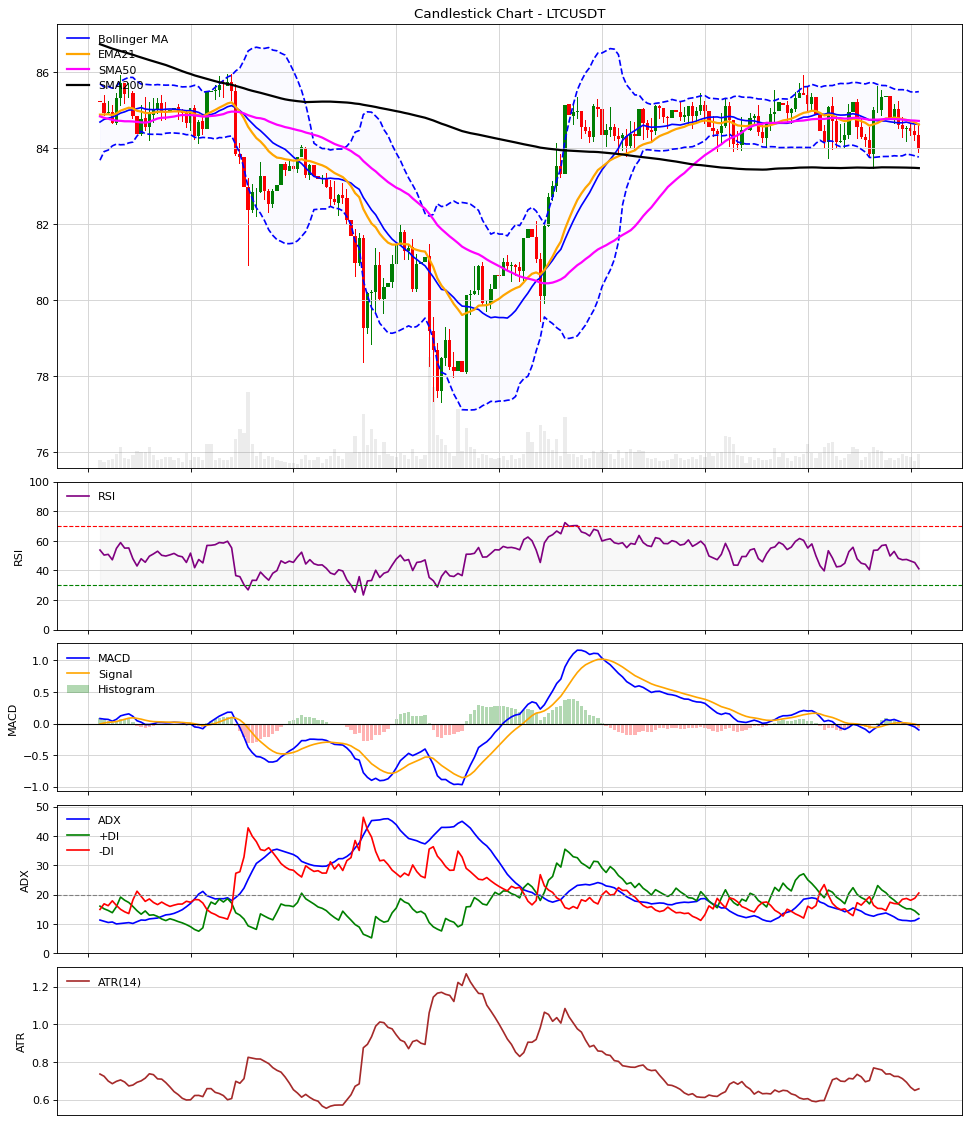 Candlestick Chart - LTCUSDT
Bollinger MA
EMA21
SMA50
SMA200
86
84
82
80
78
76
100
80
60
40
20
0
RSI
RSI
1.0
0.5
0.0
−0.5
−1.0
MACD
MACD
Signal
Histogram
50
40
30
20
10
0
ADX
ADX
+DI
-DI
1.2
1.0
0.8
0.6
ATR
ATR(14)